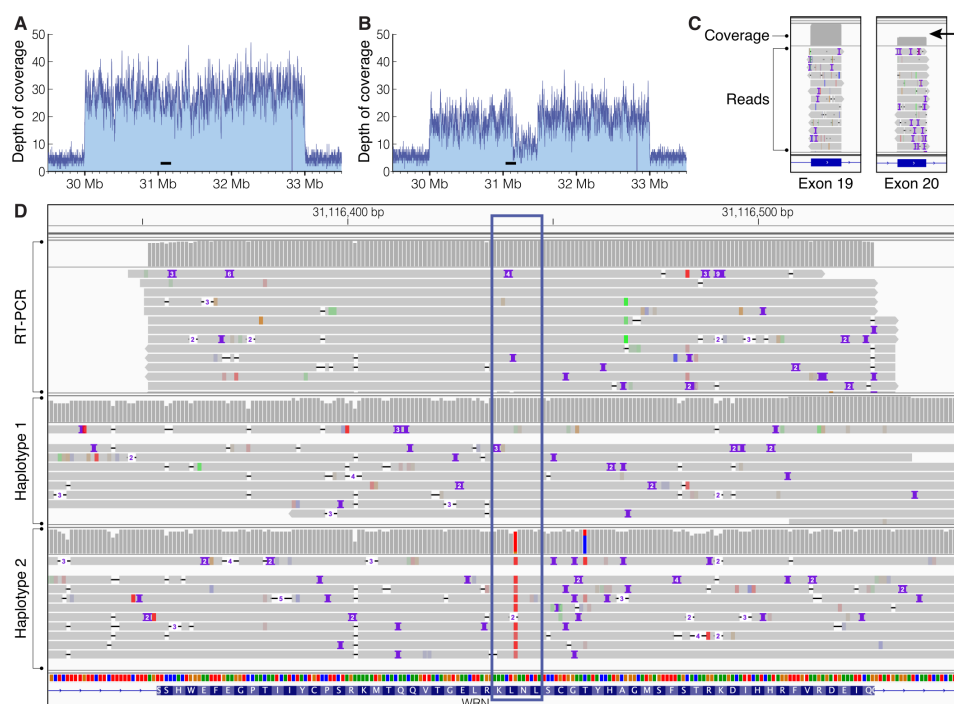 A
B
C
Depth of coverage
50
40
30
20
10
0
30 Mb
31 Mb
32 Mb
33 Mb
Depth of coverage
50
40
30
20
10
0
30 Mb
31 Mb
32 Mb
33 Mb
Coverage
Reads
Exon 19
Exon 20
D
31,116,400 bp
31,116,500 bp
RT-PCR
Haplotype 1
Haplotype 2
SSHWEFEGPTIIYCPSRKMTQQVTGELRKLNLSCGTYHAGMSFSTRKDIHHRFVRDEIQ
WRN